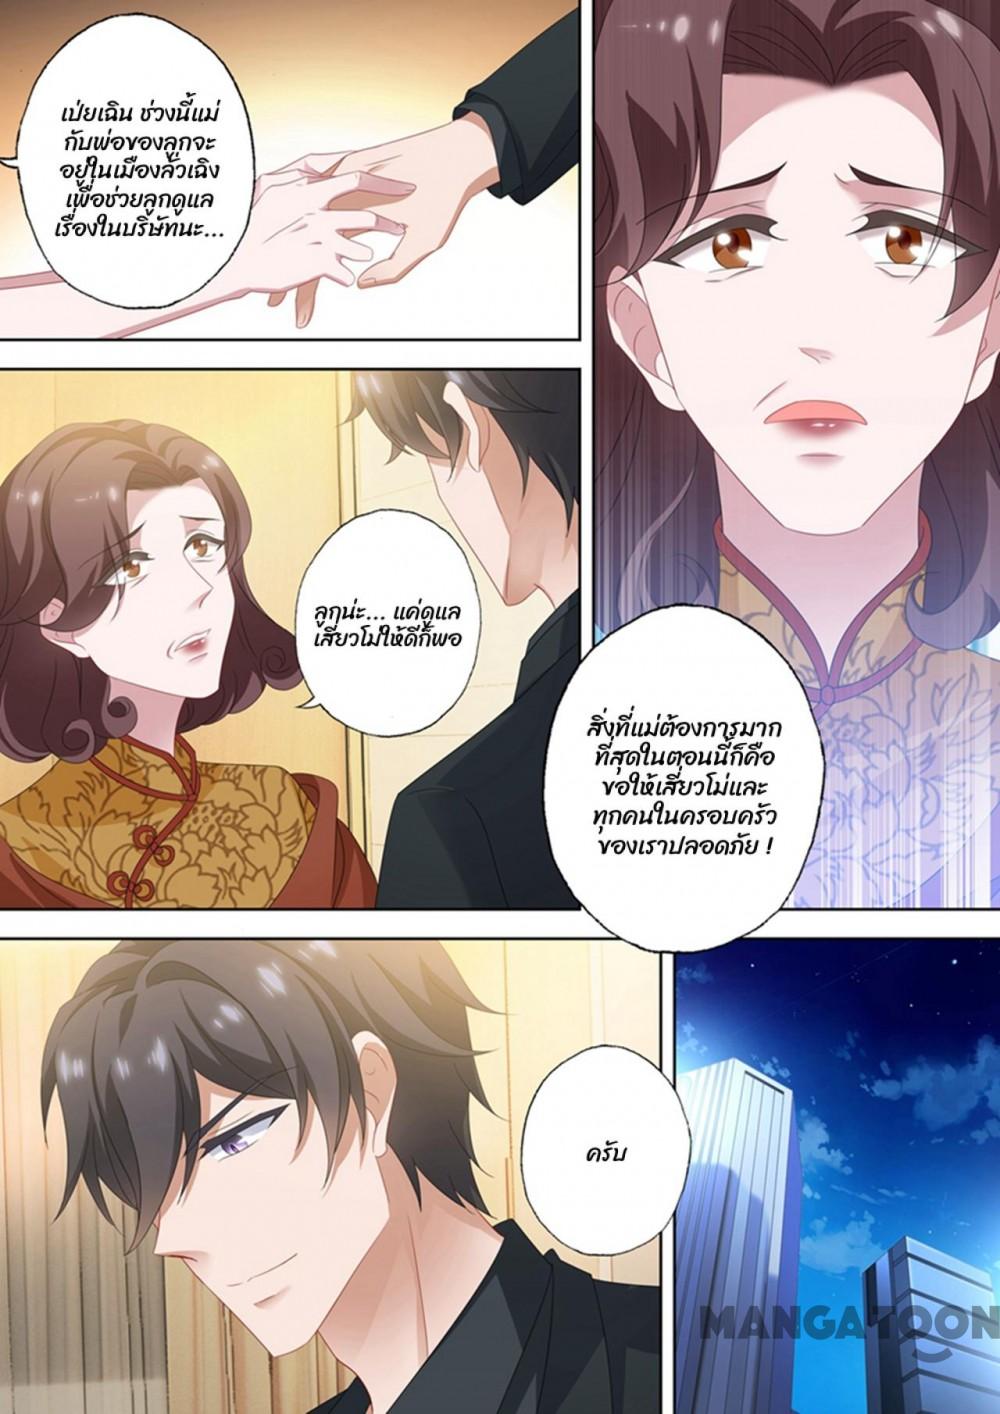 เป่ยเฉิน ช่วงนี้แม่
กับพ่อของลูกจะ
อยู่ในเมืองลั่วเฉิง
เพื่อช่วยลูกดูแล
เรื่องในบริษัทนะ...
ลูกน่ะ... แค่ดูแล
เสี่ยวโม่ให้ดีก็พอ
สิ่งที่แม่ต้องการมาก
ที่สุดในตอนนี้ก็คือ
ขอให้เสี่ยวโม่และ
ทุกคนในครอบครัว
ของเราปลอดภัย !
ครับ
MANGATOON